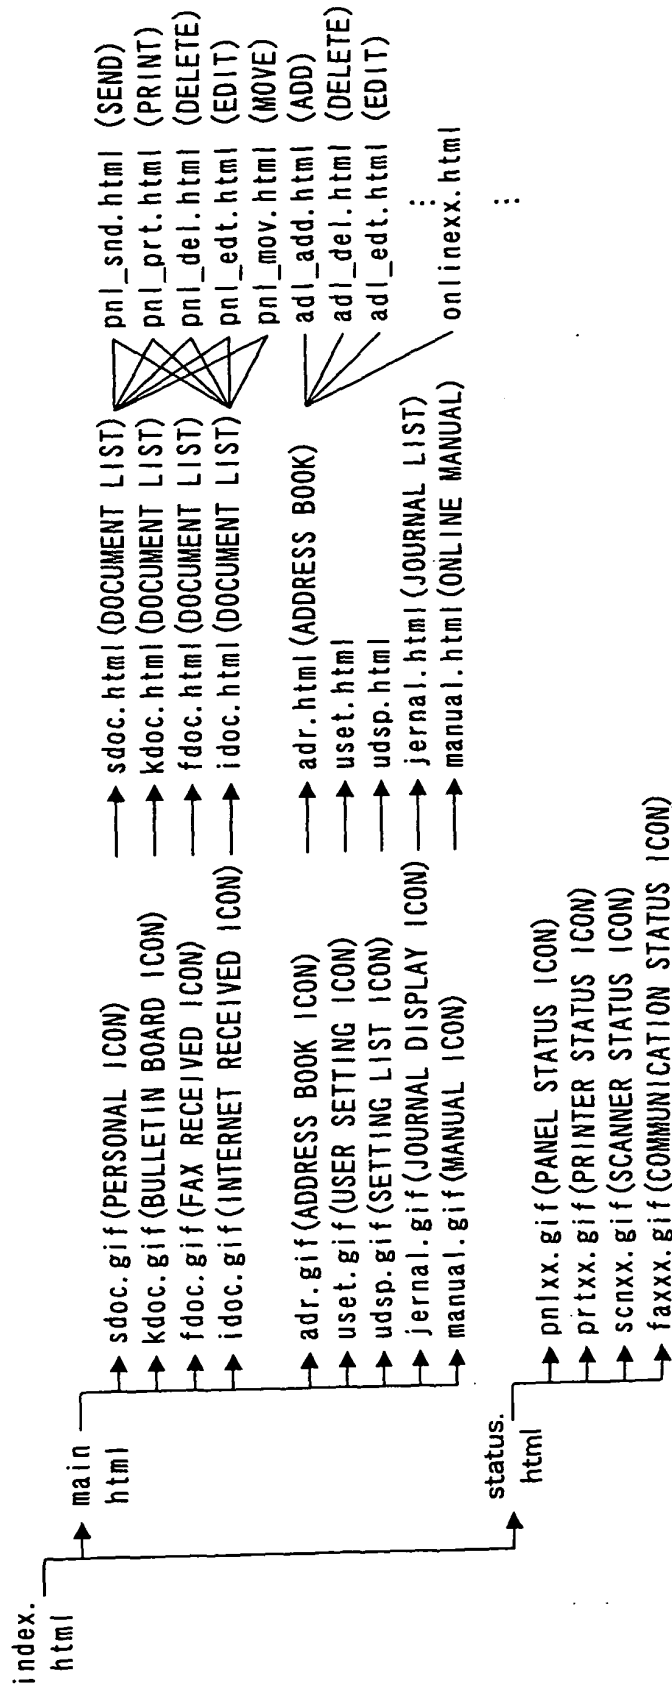 index.
html
main
html
sdoc.gif(PERSONAL ICON)
kdoc.gif(BULLETIN BOARD ICON)
fdoc.gif(FAX RECEIVED ICON)
idoc.gif(INTERNET RECEIVED ICON)
adr.gif(ADDRESS BOOK ICON)
uset.gif(USER SETTING ICON)
udsp.gif(SETTING LIST ICON)
jernal.gif(JOURNAL DISPLAY ICON)
manual.gif(MANUAL ICON)
sdoc.html(DOCUMENT LIST)
kdoc.html(DOCUMENT LIST)
fdoc.html(DOCUMENT LIST)
idoc.html(DOCUMENT LIST)
adr.html(ADDRESS BOOK)
uset.html
udsp.html
jernal.html(JOURNAL LIST)
manual.html(ONLINE MANUAL)
pnl_snd.html (SEND)
pnl_prt.html (PRINT)
pnl_del.html (DELETE)
pnl_edt.html (EDIT)
pnl_mov.html (MOVE)
adl_add.html (ADD)
adl_del.html (DELETE)
adl_edt.html (EDIT)
onlinexx.html
status.
html
pnlxx.gif(PANEL STATUS ICON)
prtxx.gif(PRINTER STATUS ICON)
scnxx.gif(SCANNER STATUS ICON)
faxxx.gif(COMMUNICATION STATUS ICON)